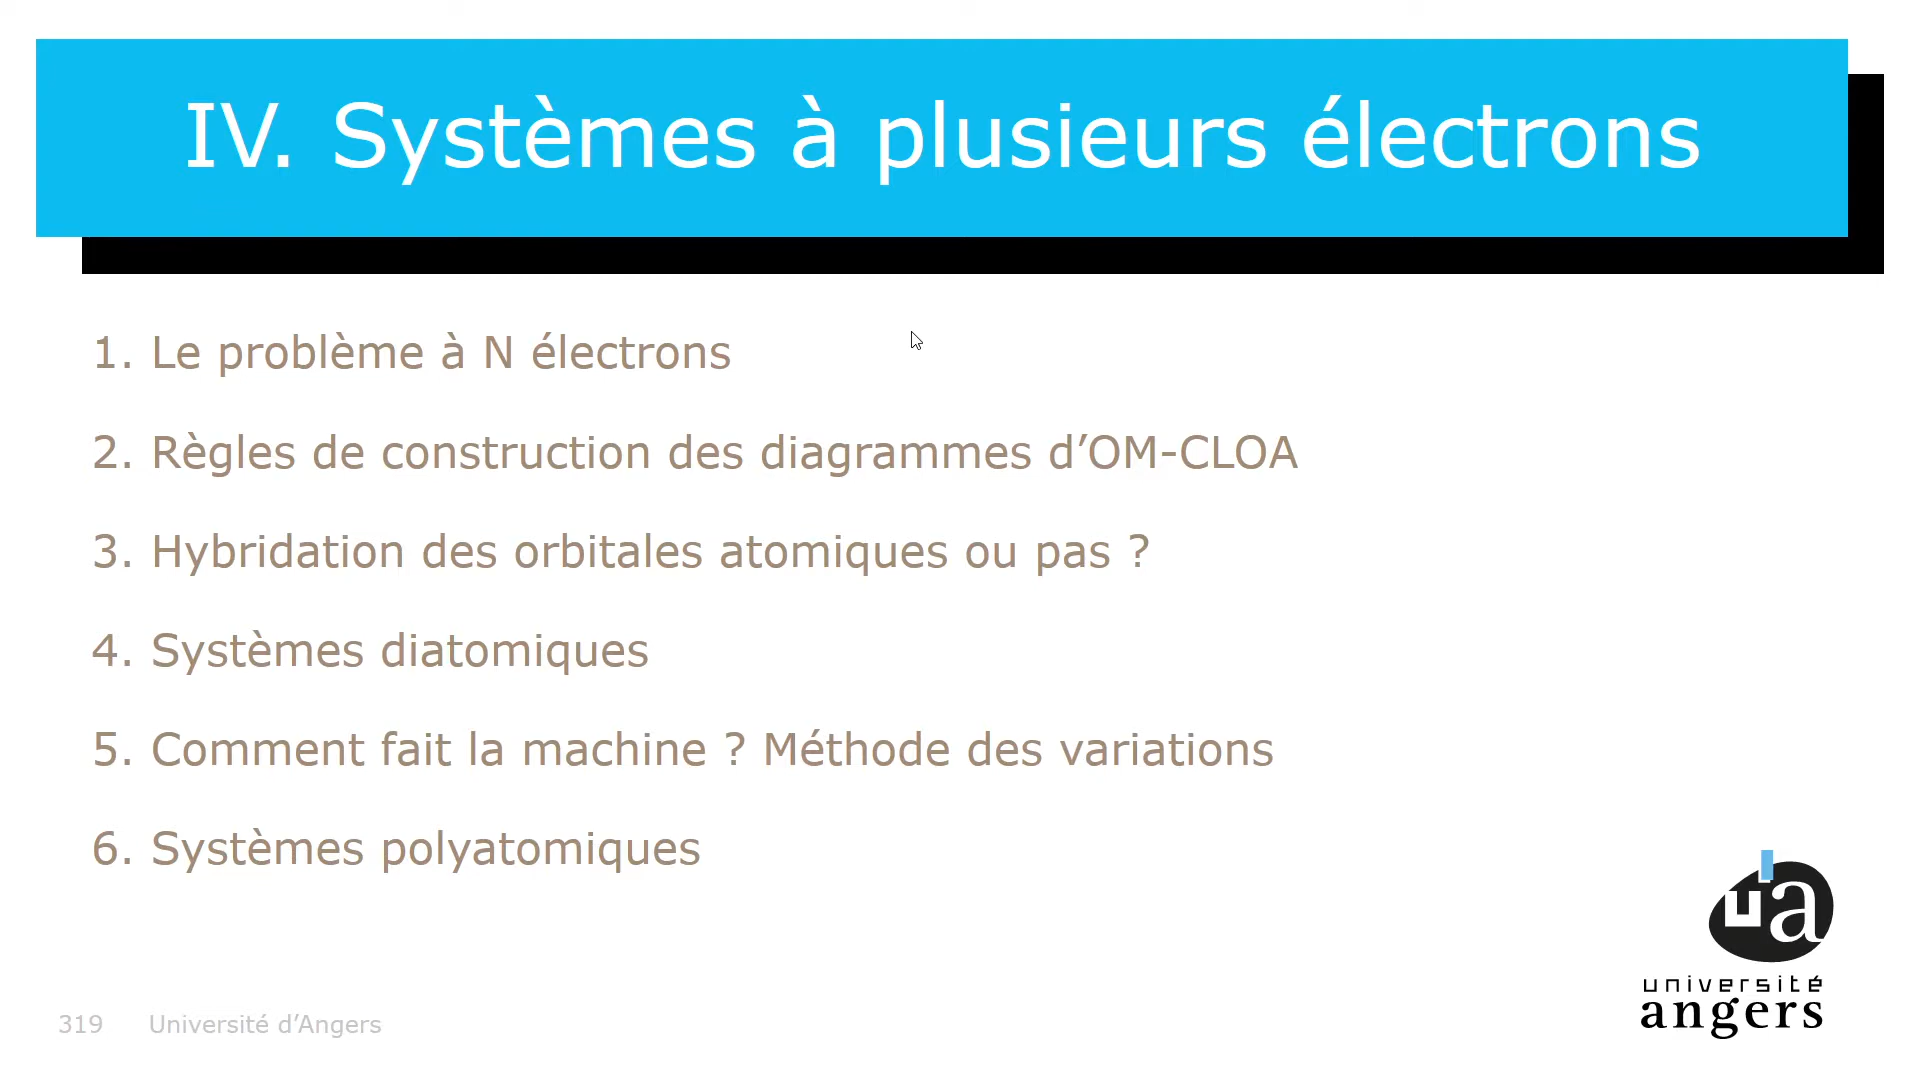 IV. Systèmes à plusieurs électrons
1. Le problème à N électrons
2. Règles de construction des diagrammes d’OM-CLOA
3. Hybridation des orbitales atomiques ou pas ?
4. Systèmes diatomiques
5. Comment fait la machine ? Méthode des variations
6. Systèmes polyatomiques
ua
université
angers
319 Université d’Angers